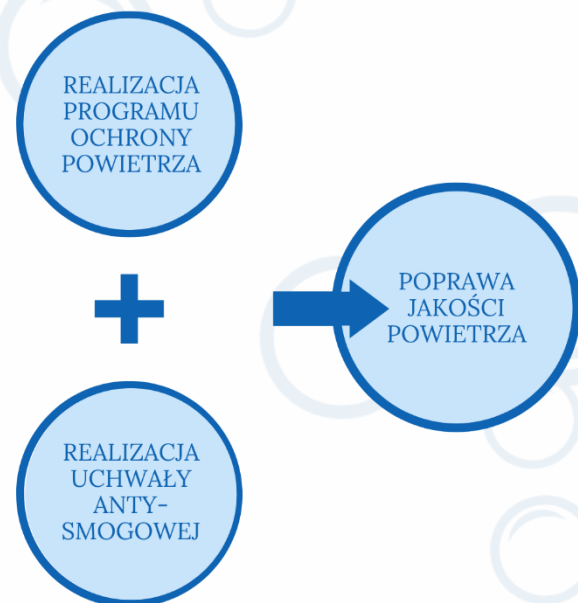 REALIZACJA
PROGRAMU
OCHRONY
POWIETRZA
POPRAWA
JAKOŚCI
POWIETRZA
REALIZACJA
UCHWAŁY
ANTY-
SMOGOWEJ